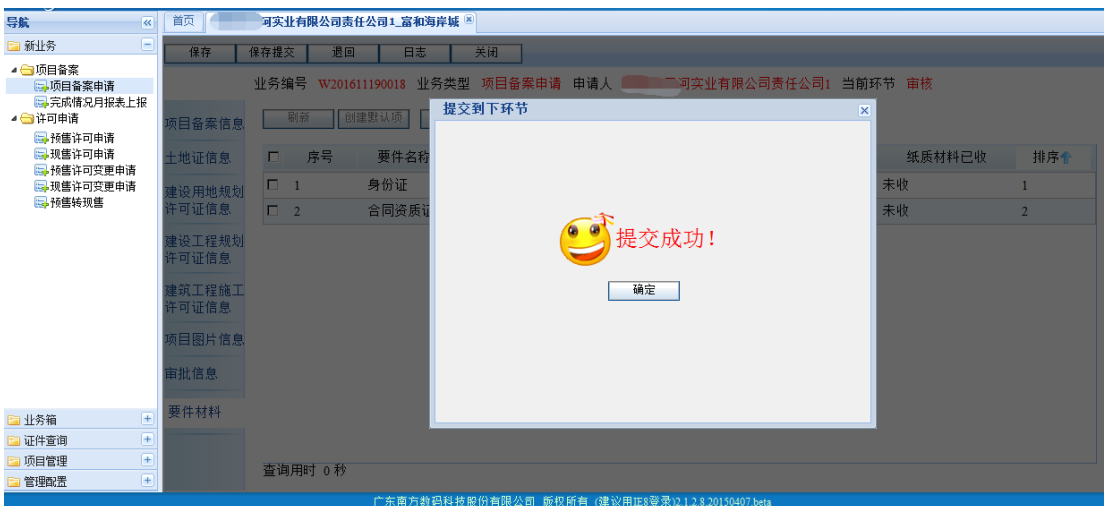 导航
首页
河实业有限公司责任公司1_富和海岸城
新业务
保存
保存提交
退回
日志
关闭
项目备案
项目备案申请
完成情况月报表上报
许可申请
预售许可申请
现售许可申请
预售许可变更申请
现售许可变更申请
预售转现售
业务编号 W201611190018 业务类型 项目备案申请 申请人 河实业有限公司责任公司1 当前环节 审核
项目备案信息
土地证信息
建设用地规划
许可证信息
建设工程规划
许可证信息
建筑工程施工
许可证信息
项目图片信息
审批信息
要件材料
刷新
创建默认项
序号 要件名称 纸质材料已收 排序
1 身份证 未收 1
2 合同资质证 未收 2
提交到下环节
提交成功!
确定
业务箱
证件查询
项目管理
管理配置
查询用时 0 秒
广东南方数码科技股份有限公司 版权所有 (建议用IE8登录)2.1.2.8.20150407.beta